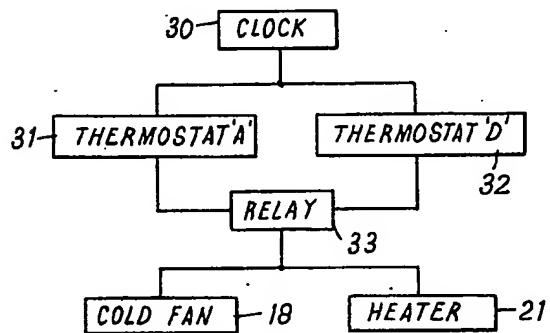 30 CLOCK
31 THERMOSTAT 'A' THERMOSTAT 'D'
32
RELAY
33
COLD FAN 18 HEATER 21